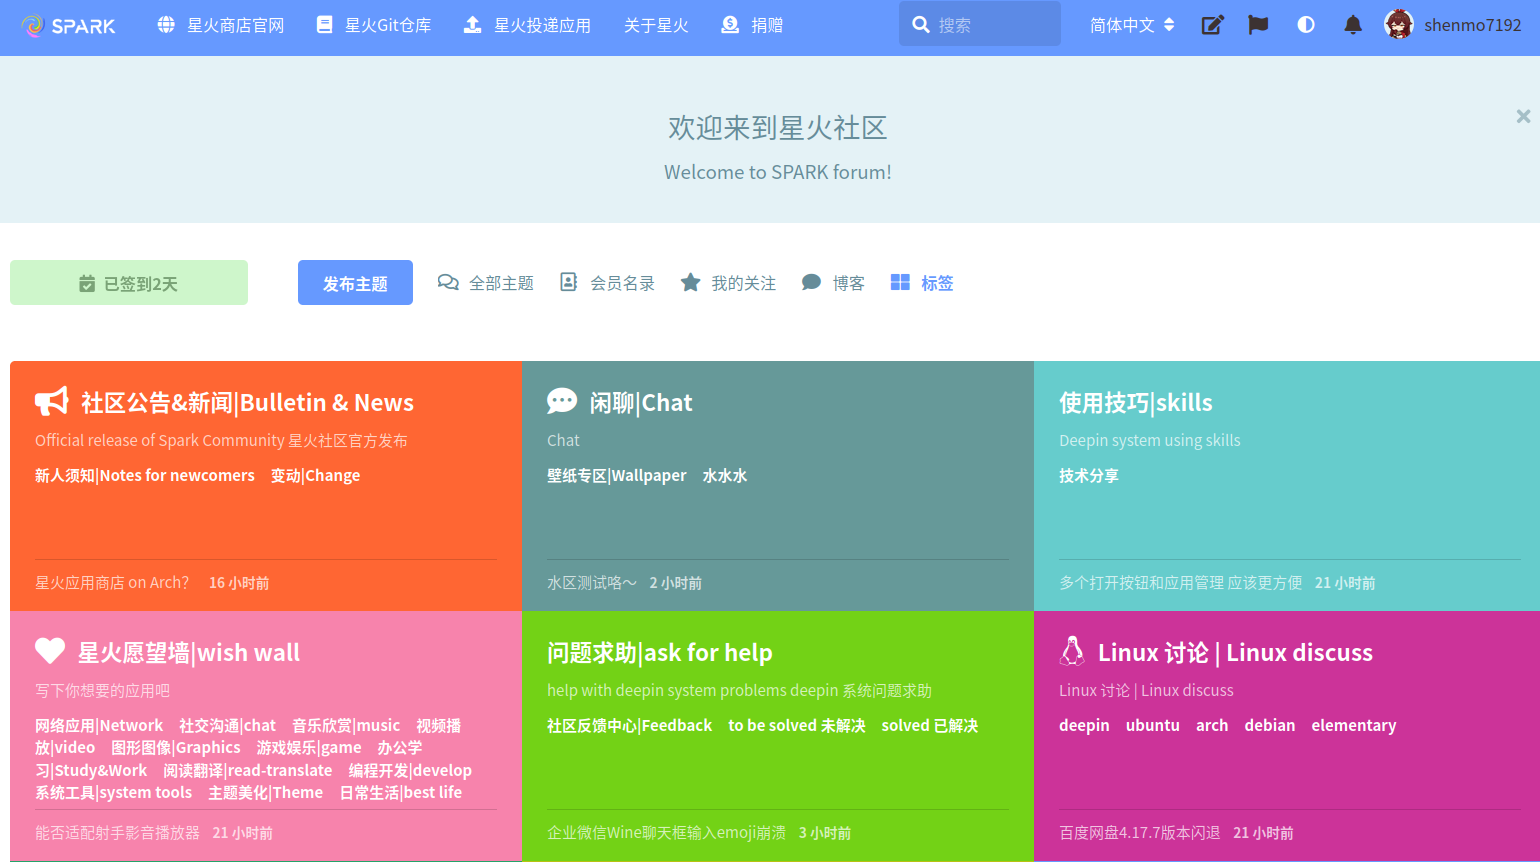 SPARK 星火商店官网 星火Git仓库 星火投递应用 关于星火 捐赠 搜索 简体中文 shenmo7192
欢迎来到星火社区
Welcome to SPARK forum!
已签到2天 发布主题 全部主题 会员名录 我的关注 博客 标签
社区公告&新闻|Bulletin & News
Official release of Spark Community 星火社区官方发布
新人须知|Notes for newcomers 变动|Change
星火应用商店 on Arch? 16 小时前
闲聊|Chat
Chat
壁纸专区|Wallpaper 水水水
水区测试咯～ 2 小时前
使用技巧|skills
Deepin system using skills
技术分享
多个打开按钮和应用管理 应该更方便 21 小时前
星火愿望墙|wish wall
写下你想要的应用吧
网络应用|Network 社交沟通|chat 音乐欣赏|music 视频播
放|video 图形图像|Graphics 游戏娱乐|game 办公学
习|Study&Work 阅读翻译|read-translate 编程开发|develop
系统工具|system tools 主题美化|Theme 日常生活|best life
能否适配射手影音播放器 21 小时前
问题求助|ask for help
help with deepin system problems deepin 系统问题求助
社区反馈中心|Feedback to be solved 未解决 solved 已解决
企业微信Wine聊天框输入emoji崩溃 3 小时前
Linux 讨论 | Linux discuss
Linux 讨论 | Linux discuss
deepin ubuntu arch debian elementary
百度网盘4.17.7版本闪退 21 小时前